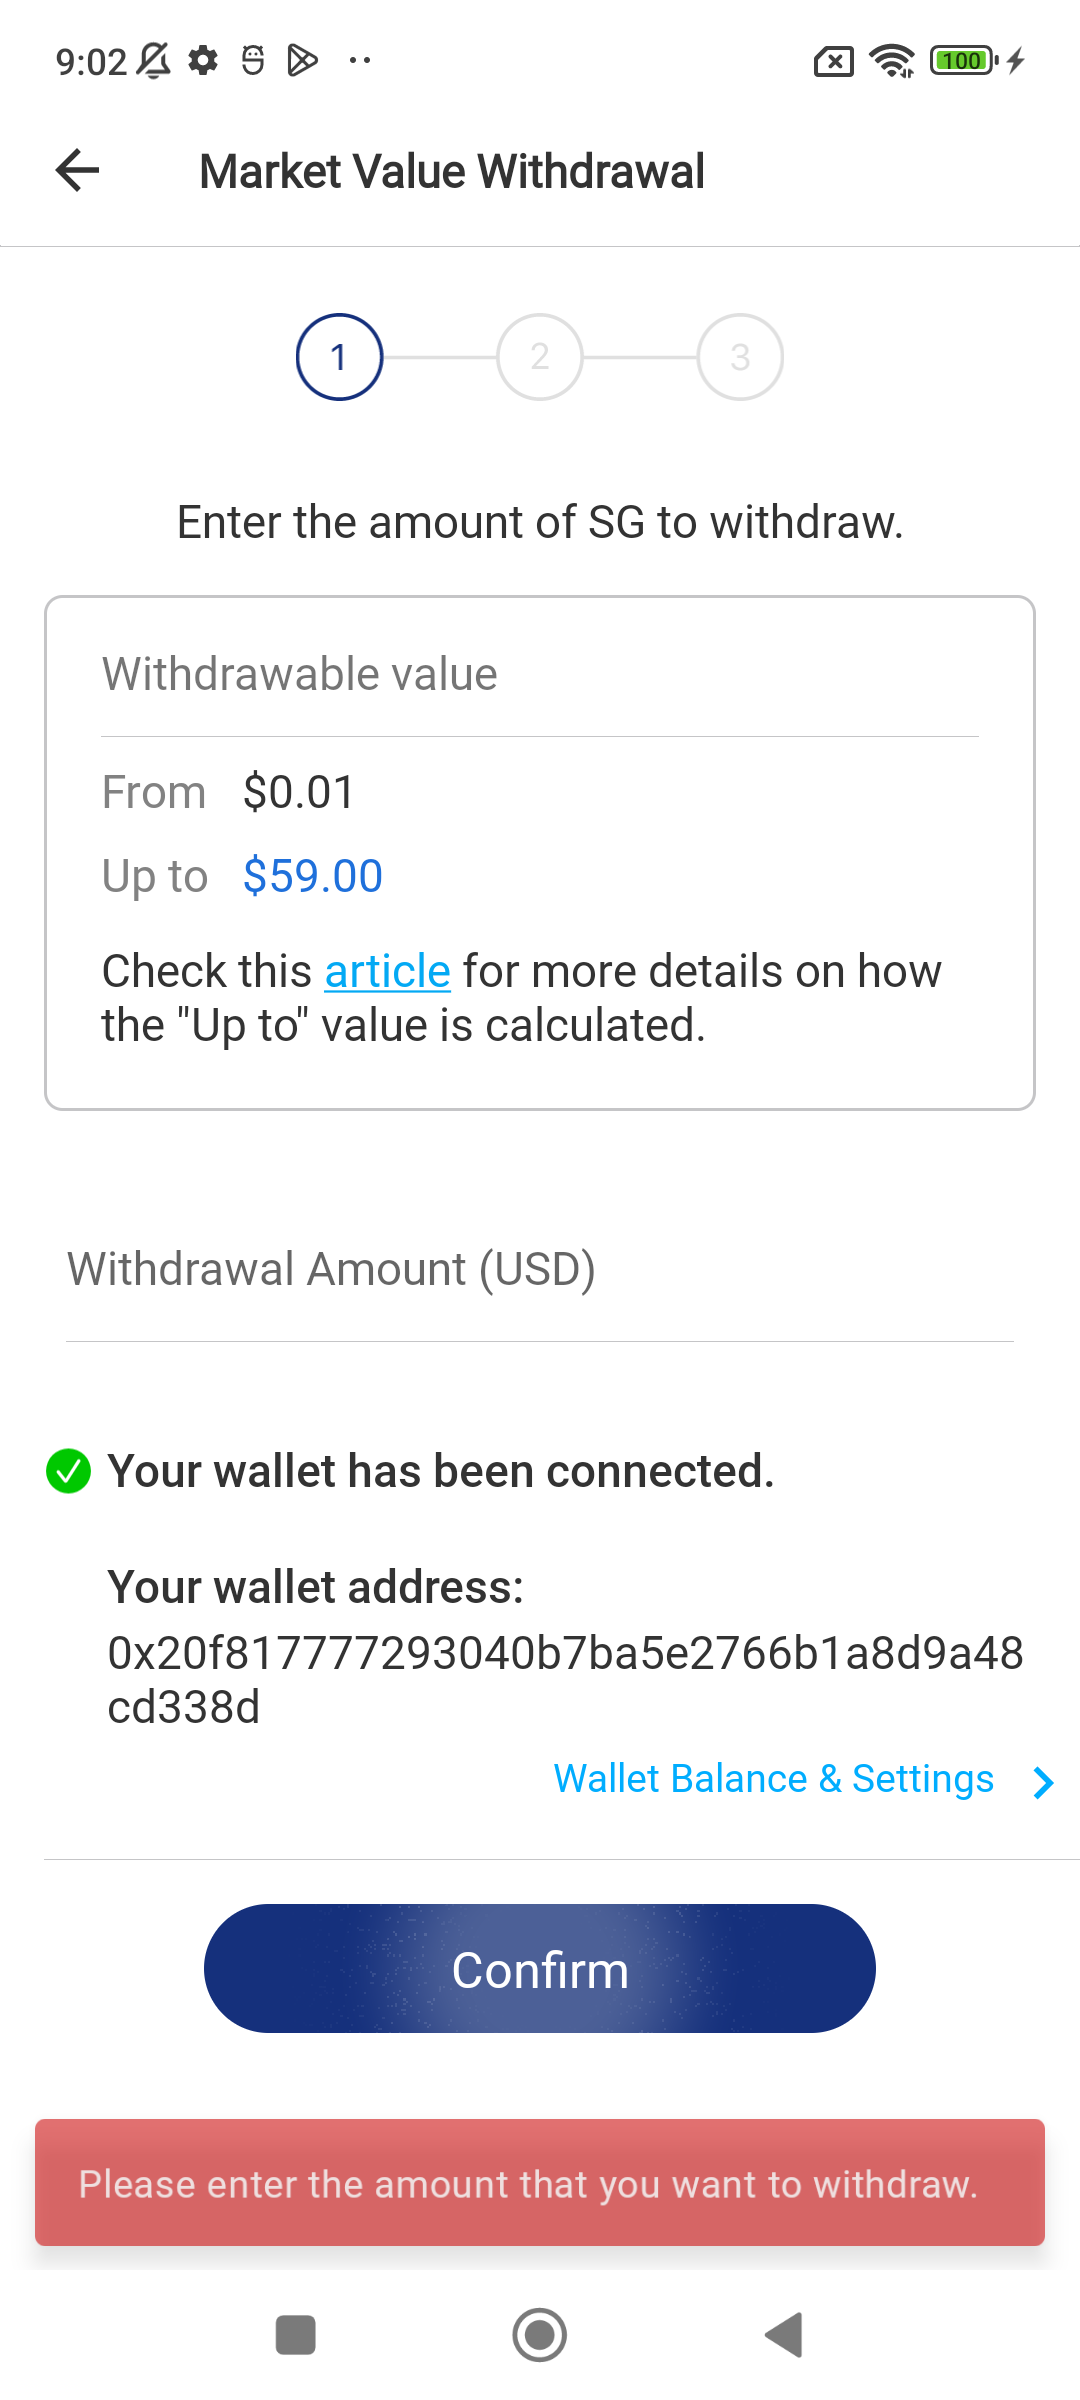 9:02
100
Market Value Withdrawal
1 2 3
Enter the amount of SG to withdraw.
Withdrawable value
From $0.01
Up to $59.00
Check this article for more details on how
the "Up to" value is calculated.
Withdrawal Amount (USD)
Your wallet has been connected.
Your wallet address:
0x20f817777293040b7ba5e2766b1a8d9a48
cd338d
Wallet Balance & Settings
Confirm
Please enter the amount that you want to withdraw.